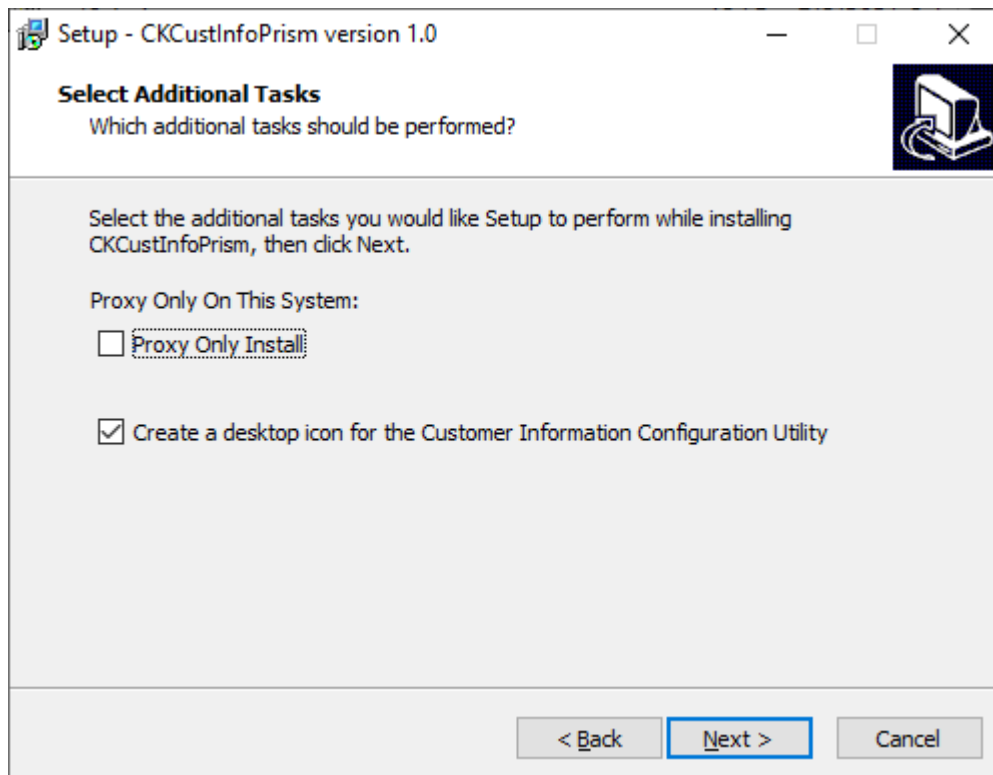 Setup - CKCustInfoPrism version 1.0
Select Additional Tasks
Which additional tasks should be performed?
Select the additional tasks you would like Setup to perform while installing
CKCustInfoPrism, then click Next.
Proxy Only On This System:
Proxy Only Install
Create a desktop icon for the Customer Information Configuration Utility
< Back
Next >
Cancel